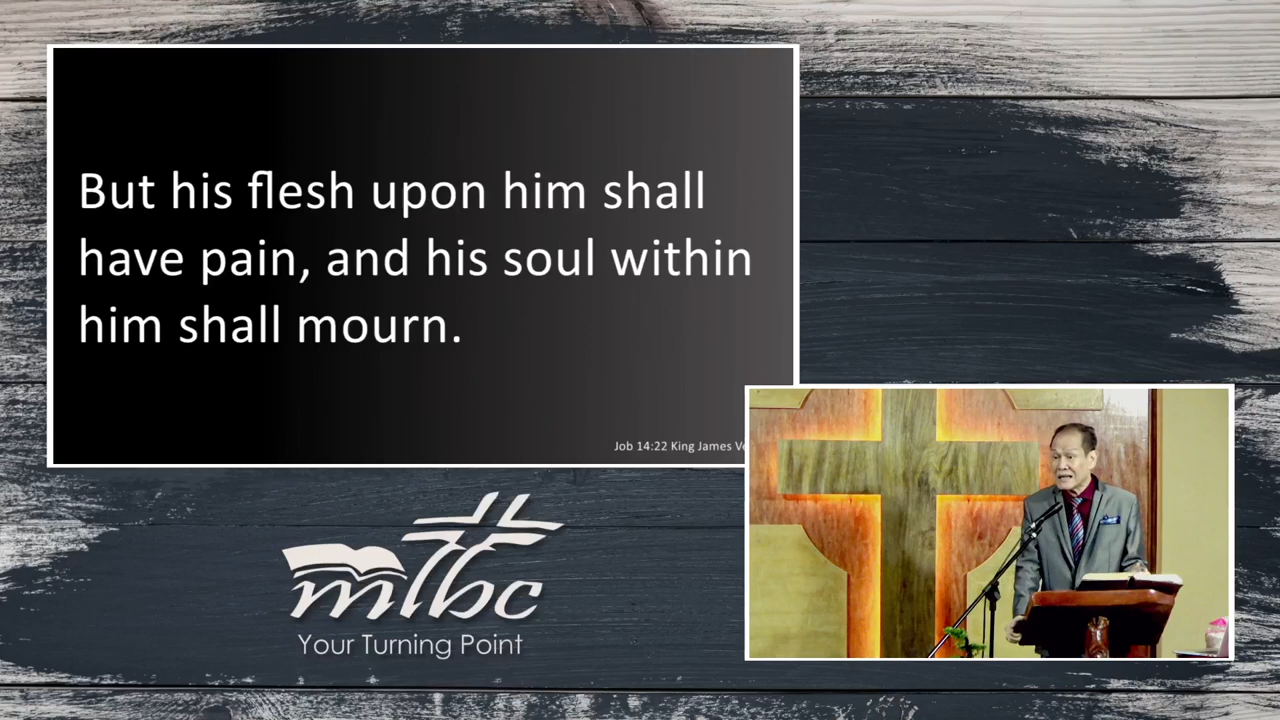 But his flesh upon him shall
have pain, and his soul within
him shall mourn.
Job 14:22 King James
mlbc
Your Turning Point